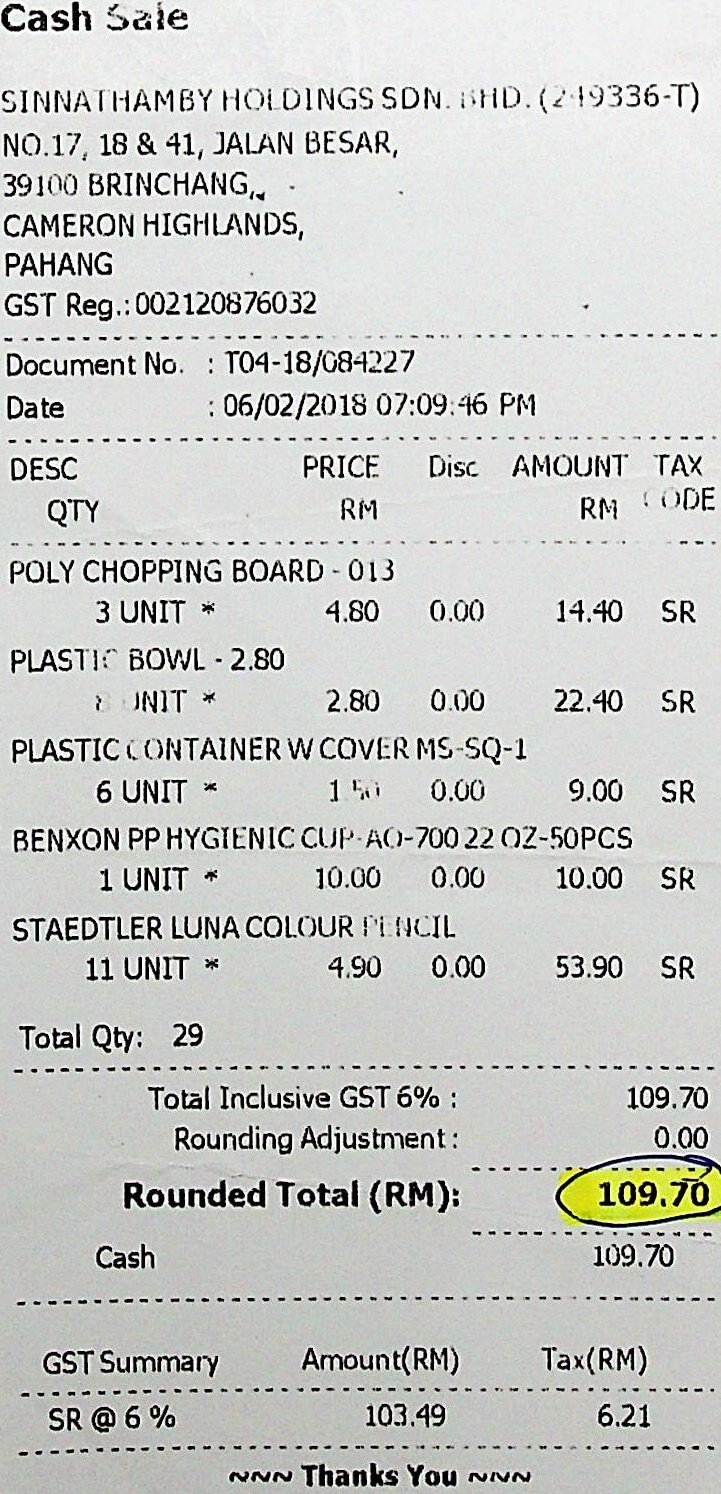 Cash Sale
SINNATHAMBY HOLDINGS SDN. BHD. (249336-T)
NO.17, 18 & 41, JALAN BESAR,
39100 BRINCHANG,
CAMERON HIGHLANDS,
PAHANG
GST Reg.:002120876032
Document No. : T04-18/084227
Date : 06/02/2018 07:09:46 PM
DESC PRICE Disc AMOUNT TAX
QTY RM RM CODE
POLY CHOPPING BOARD - 013
3 UNIT * 4.80 0.00 14.40 SR
PLASTIC BOWL - 2.80
8 UNIT * 2.80 0.00 22.40 SR
PLASTIC CONTAINER W COVER MS-SQ-1
6 UNIT * 1.50 0.00 9.00 SR
BENXON PP HYGIENIC CUP-AO-700 22 OZ-50PCS
1 UNIT * 10.00 0.00 10.00 SR
STAEDTLER LUNA COLOUR PENCIL
11 UNIT * 4.90 0.00 53.90 SR
Total Qty: 29
Total Inclusive GST 6% : 109.70
Rounding Adjustment : 0.00
Rounded Total (RM): 109.70
Cash 109.70
GST Summary Amount(RM) Tax(RM)
SR @ 6 % 103.49 6.21
~~~ Thanks You ~~~